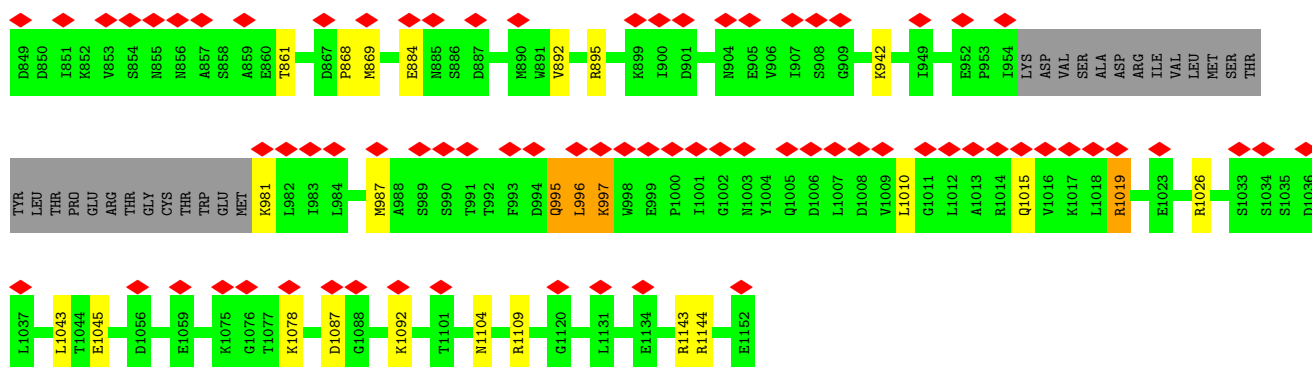 D849 D850 I851 K852 V853 S854 N855 N856 A857 S858 A859 E860 T861 D867 P868 M869 E884 N885 S886 D887 M890 W891 V892 R895 K899 I900 D901 N904 E905 V906 I907 S908 G909 K942 I949 E952 P953 I954 LYS ASP VAL SER ALA ASP ARG ILE VAL LEU MET SER THR
TYR LEU THR PRO GLU ARG THR GLY CYS THR TRP GLU MET K981 L982 I983 L984 M987 A988 S989 S990 T991 T992 F993 D994 Q995 L996 K997 W998 E999 P1000 I1001 G1002 N1003 Y1004 Q1005 D1006 L1007 D1008 V1009 L1010 G1011 L1012 A1013 R1014 Q1015 V1016 K1017 L1018 R1019 E1023 R1026 S1033 S1034 S1035 D1036
L1037 L1043 T1044 E1045 D1056 E1059 K1075 G1076 T1077 K1078 D1087 G1088 K1092 T1101 N1104 R1109 G1120 L1131 E1134 R1143 R1144 E1152